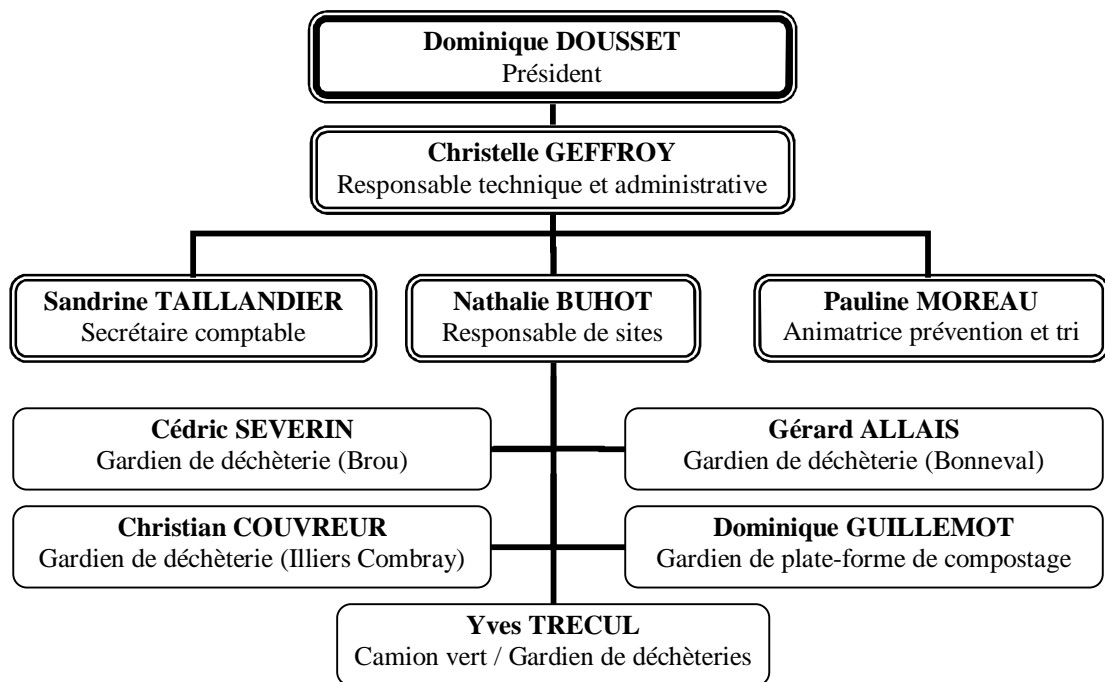 Dominique DOUSSET
Président
Christelle GEFFROY
Responsable technique et administrative
Sandrine TAILLANDIER
Secrétaire comptable
Nathalie BUHOT
Responsable de sites
Pauline MOREAU
Animatrice prévention et tri
Cédric SEVERIN
Gardien de déchèterie (Brou)
Gérard ALLAIS
Gardien de déchèterie (Bonneval)
Christian COUVREUR
Gardien de déchèterie (Illiers Combray)
Dominique GUILLEMOT
Gardien de plate-forme de compostage
Yves TRECUL
Camion vert / Gardien de déchèteries